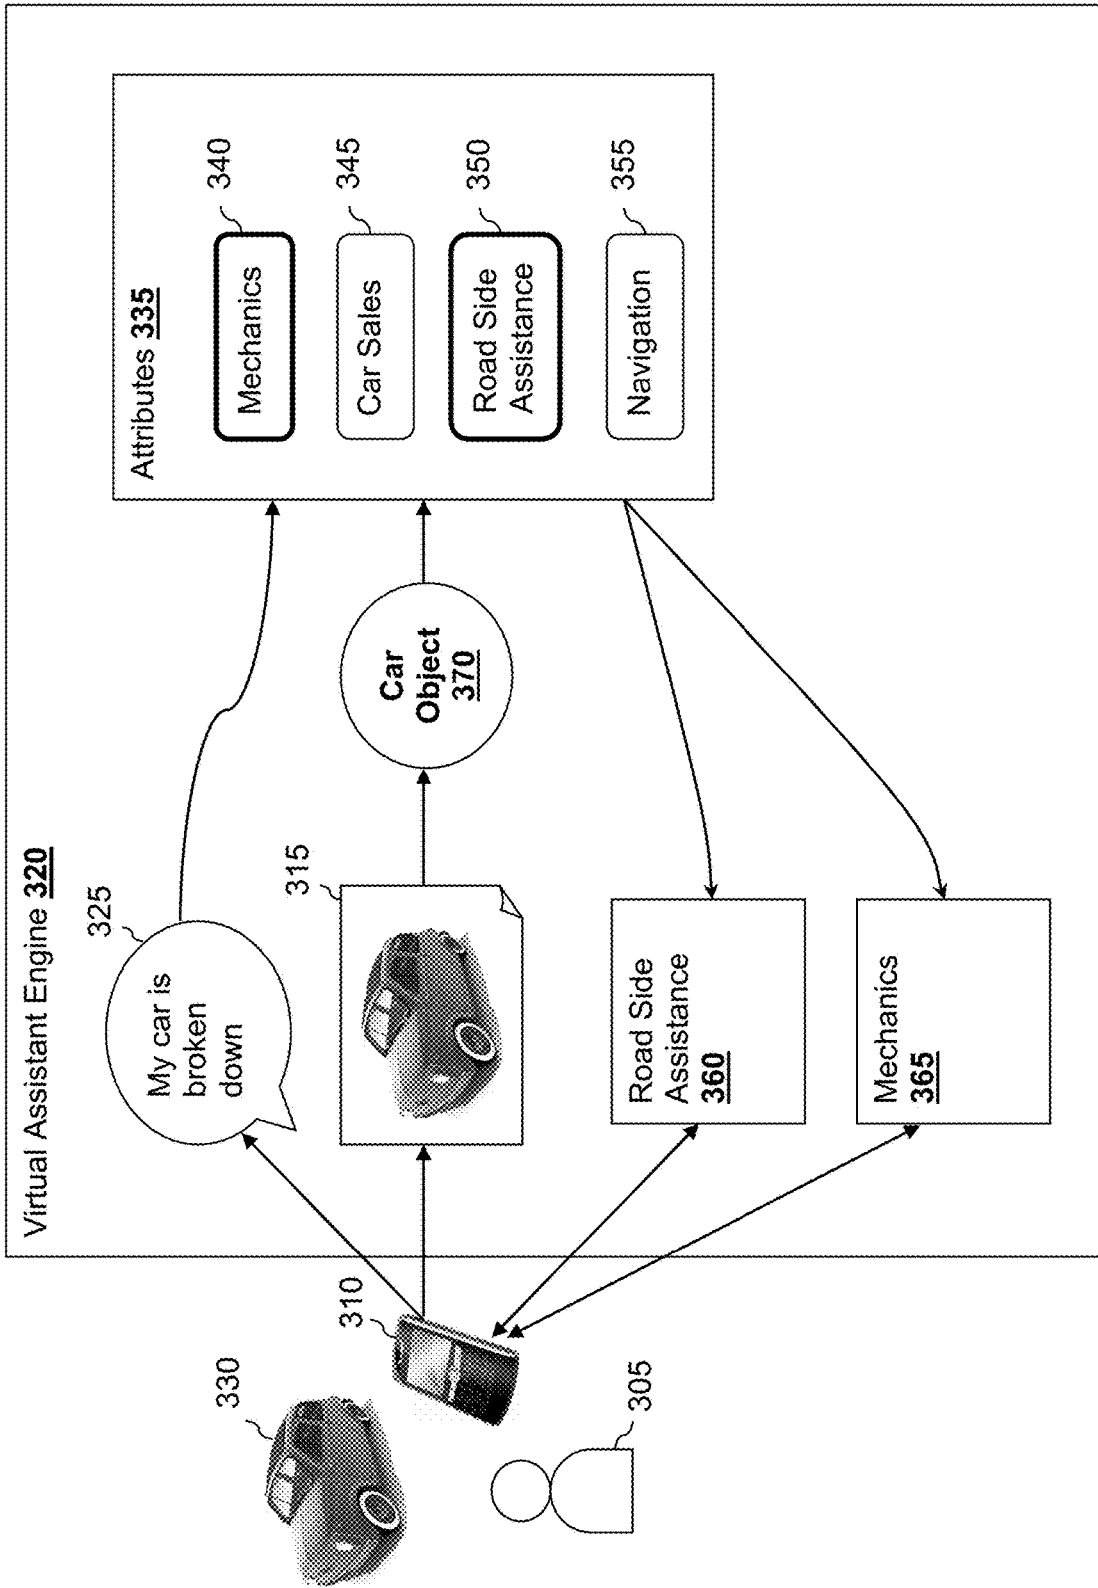 Virtual Assistant Engine 320
325
My car is
broken
down
315
Car
Object
370
Attributes 335
Mechanics
340
Car Sales
345
Road Side
Assistance
350
Navigation
355
330
310
305
Road Side
Assistance
360
Mechanics
365